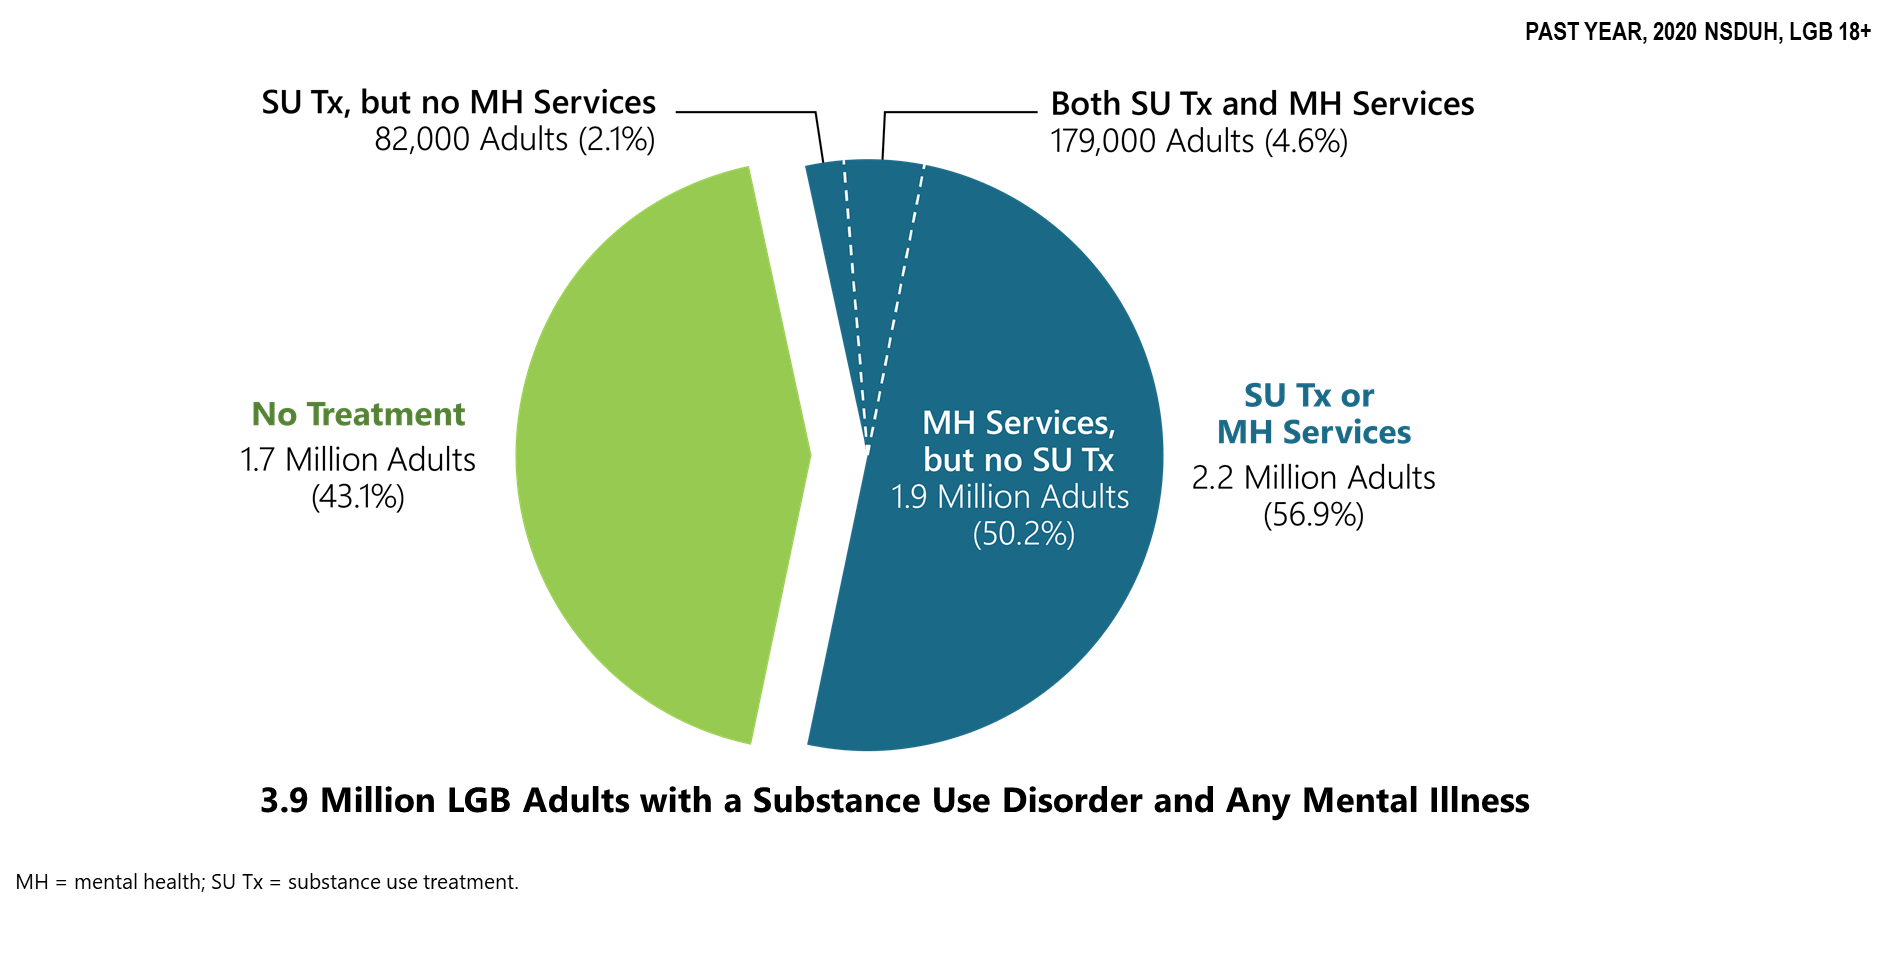 PAST YEAR, 2020 NSDUH, LGB 18+
SU Tx, but no MH Services
82,000 Adults (2.1%)
Both SU Tx and MH Services
179,000 Adults (4.6%)
No Treatment
1.7 Million Adults
(43.1%)
MH Services,
but no SU Tx
1.9 Million Adults
(50.2%)
SU Tx or
MH Services
2.2 Million Adults
(56.9%)
3.9 Million LGB Adults with a Substance Use Disorder and Any Mental Illness
MH = mental health; SU Tx = substance use treatment.